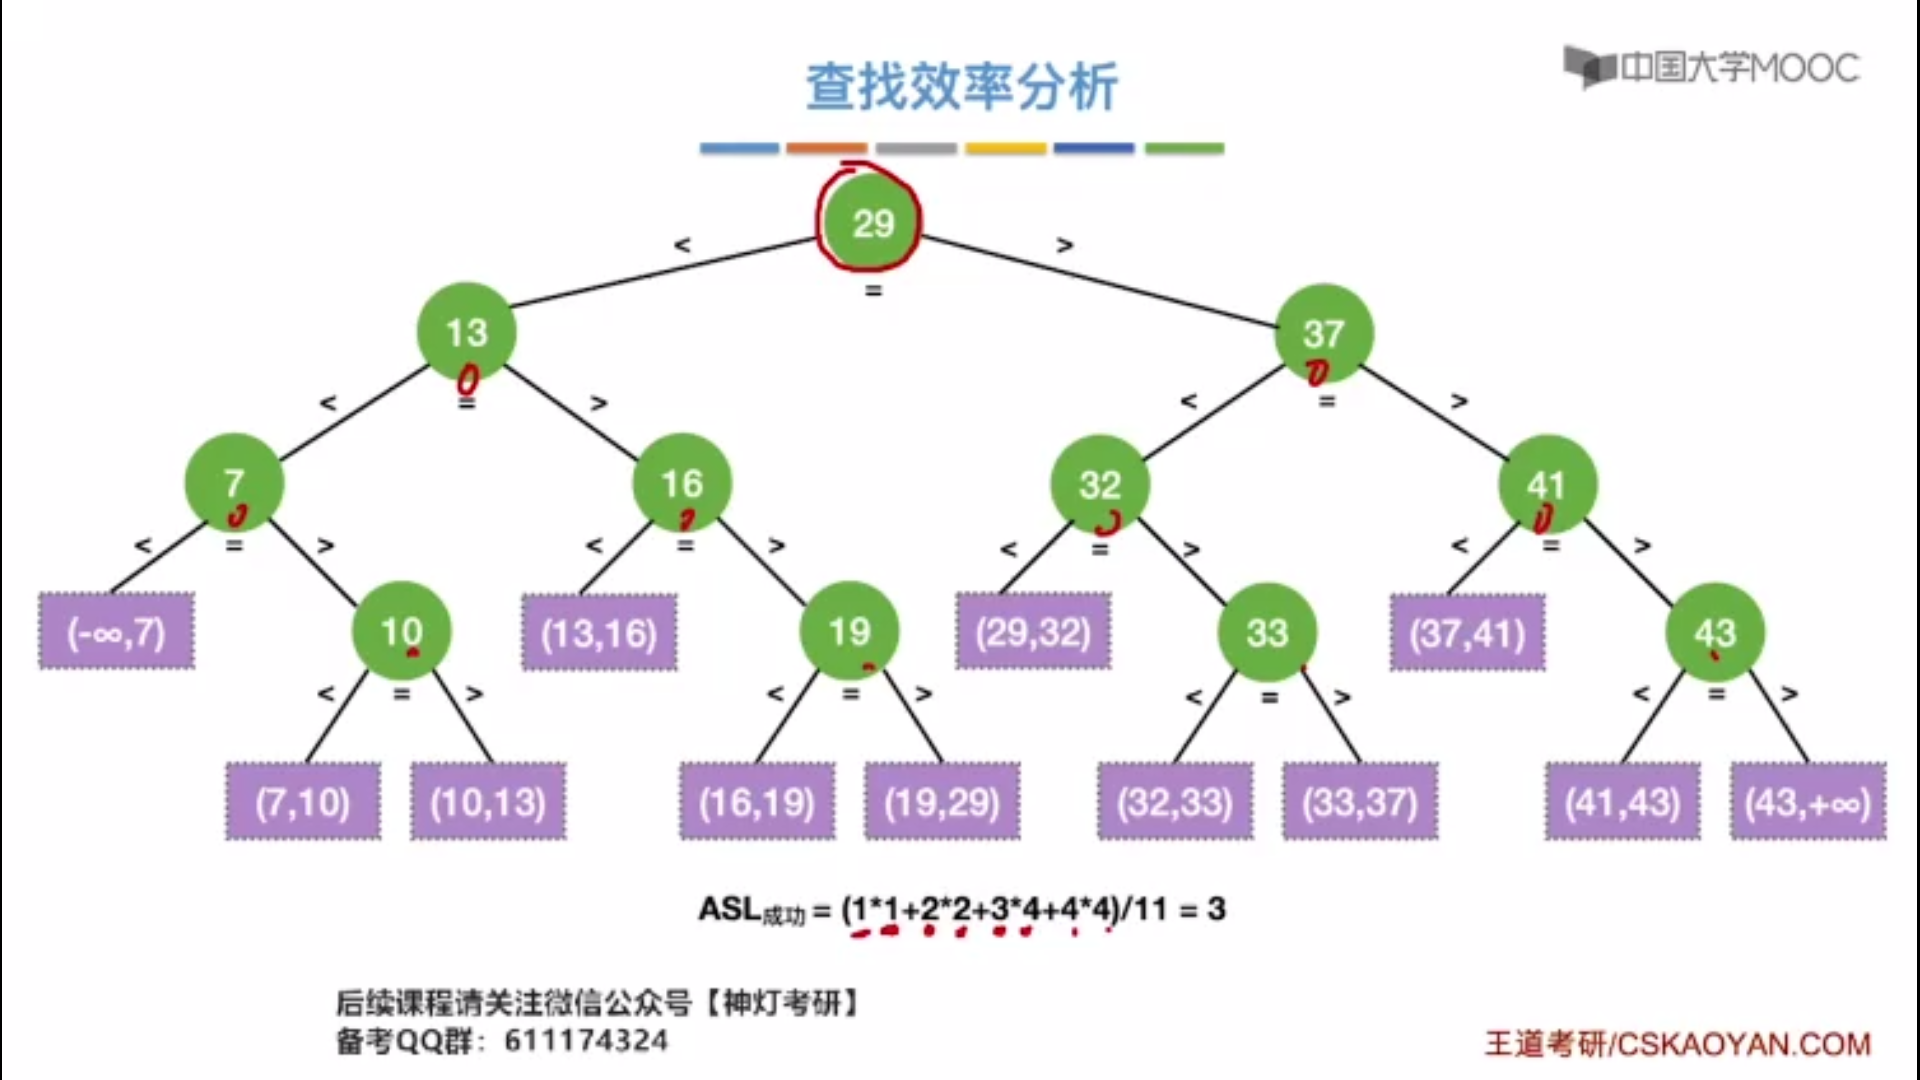 中国大学MOOC
查找效率分析
29
< >
=
13 37
< = > < = >
7 16 32 41
< = > < = > < = > < = >
(-∞,7) 10 (13,16) 19 (29,32) 33 (37,41) 43
< = > < = > < = > < = >
(7,10) (10,13) (16,19) (19,29) (32,33) (33,37) (41,43) (43,+∞)
ASL成功 = (1*1+2*2+3*4+4*4)/11 = 3
后续课程请关注微信公众号【神灯考研】
备考QQ群：611174324
王道考研/CSKAOYAN.COM